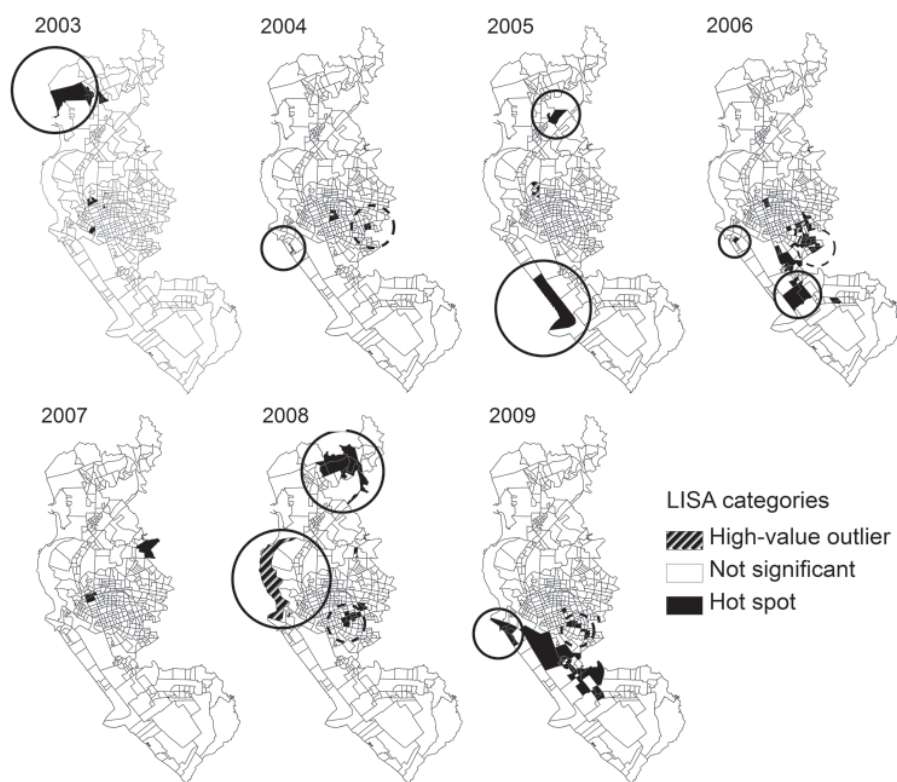 2003
2004
2005
2006
2007
2008
2009
LISA categories
High-value outlier
Not significant
Hot spot